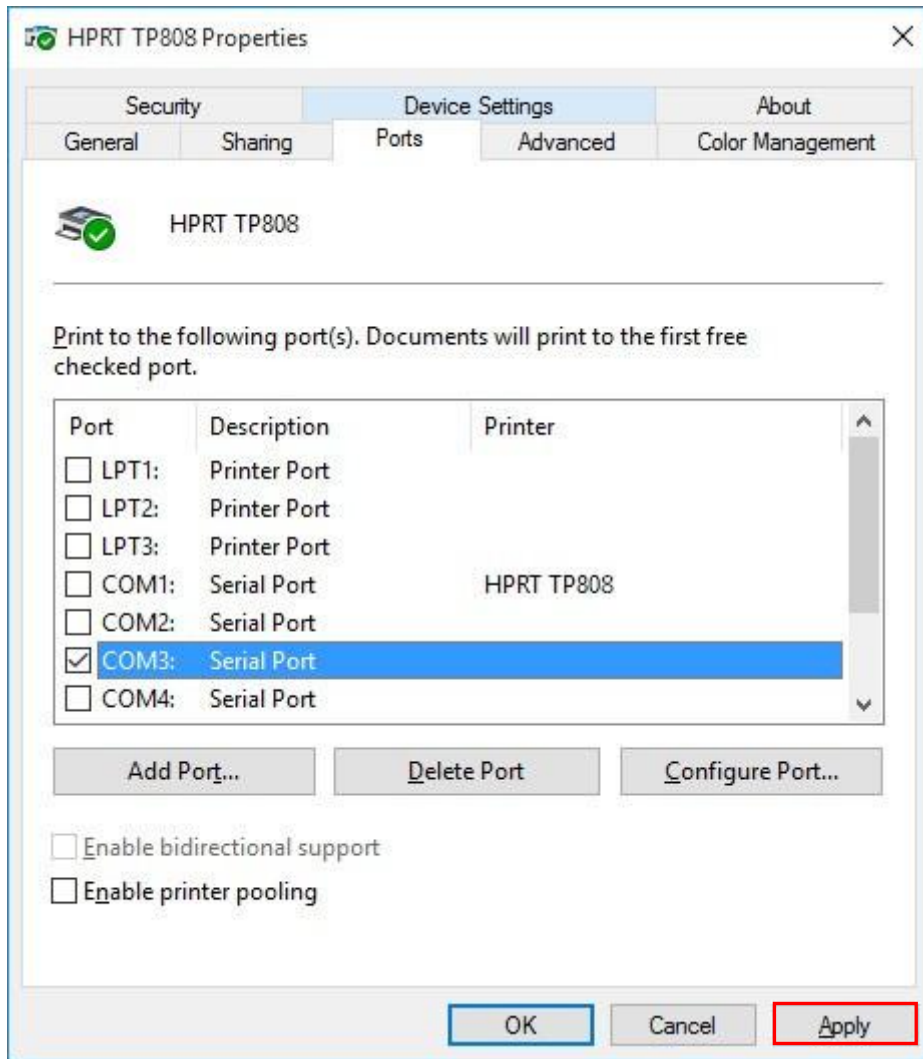 HPRT TP808 Properties
Security Device Settings About
General Sharing Ports Advanced Color Management
HPRT TP808
Print to the following port(s). Documents will print to the first free
checked port.
Port Description Printer
LPT1: Printer Port
LPT2: Printer Port
LPT3: Printer Port
COM1: Serial Port HPRT TP808
COM2: Serial Port
COM3: Serial Port
COM4: Serial Port
Add Port... Delete Port Configure Port...
Enable bidirectional support
Enable printer pooling
OK Cancel Apply